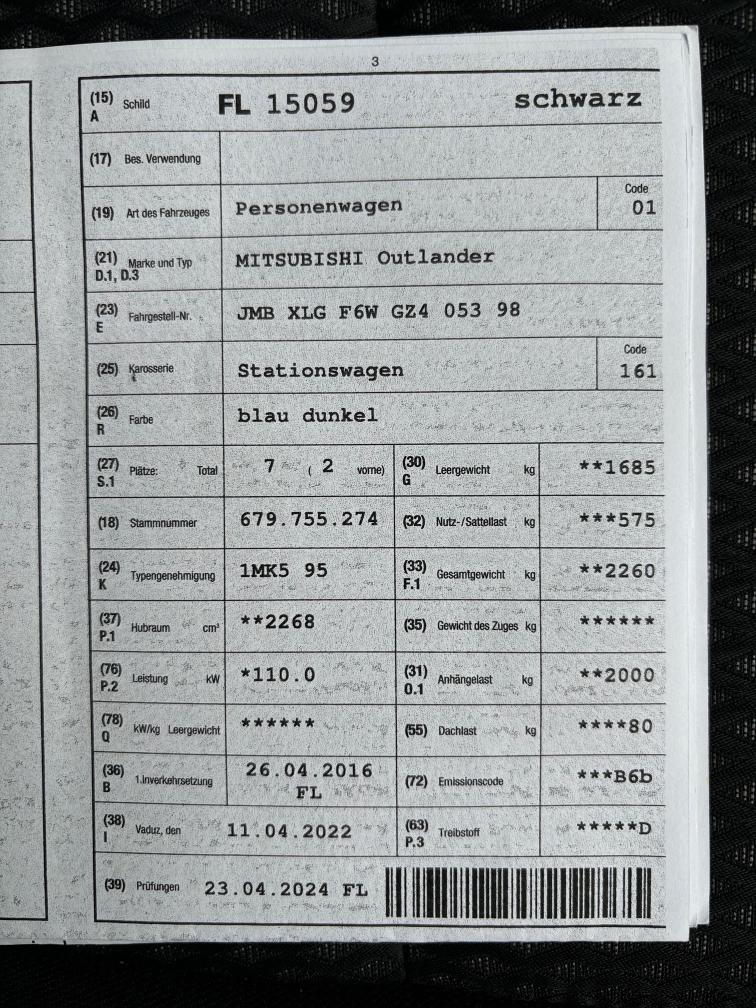 3
(15) A Schild FL 15059 schwarz
(17) Bes. Verwendung
(19) Art des Fahrzeuges Personenwagen Code 01
(21) D.1, D.3 Marke und Typ MITSUBISHI Outlander
(23) E Fahrgestell-Nr. JMB XLG F6W GZ4 053 98
(25) Karosserie Stationswagen Code 161
(26) R Farbe blau dunkel
(27) S.1 Plätze: Total 7 ( 2 vorne) (30) G Leergewicht kg **1685
(18) Stammnummer 679.755.274 (32) Nutz-/Sattellast kg ***575
(24) K Typengenehmigung 1MK5 95 (33) F.1 Gesamtgewicht kg **2260
(37) P.1 Hubraum cm³ **2268 (35) Gewicht des Zuges kg ******
(76) P.2 Leistung kW *110.0 (31) O.1 Anhängelast kg **2000
(78) Q kW/kg Leergewicht ****** (55) Dachlast kg ****80
(36) B 1.Inverkehrsetzung 26.04.2016 FL (72) Emissionscode ***B6b
(38) I Vaduz, den 11.04.2022 (63) P.3 Treibstoff *****D
(39) Prüfungen 23.04.2024 FL